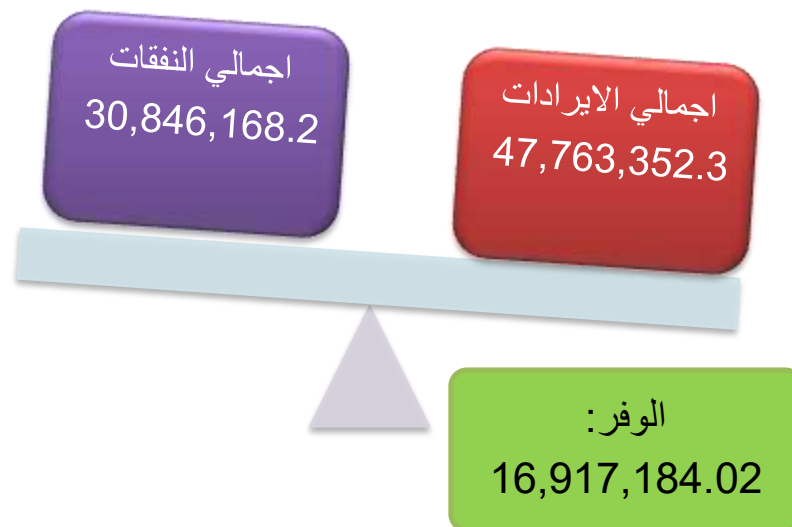 اجمالي النفقات
30,846,168.2
اجمالي الايرادات
47,763,352.3
الوفر:
16,917,184.02